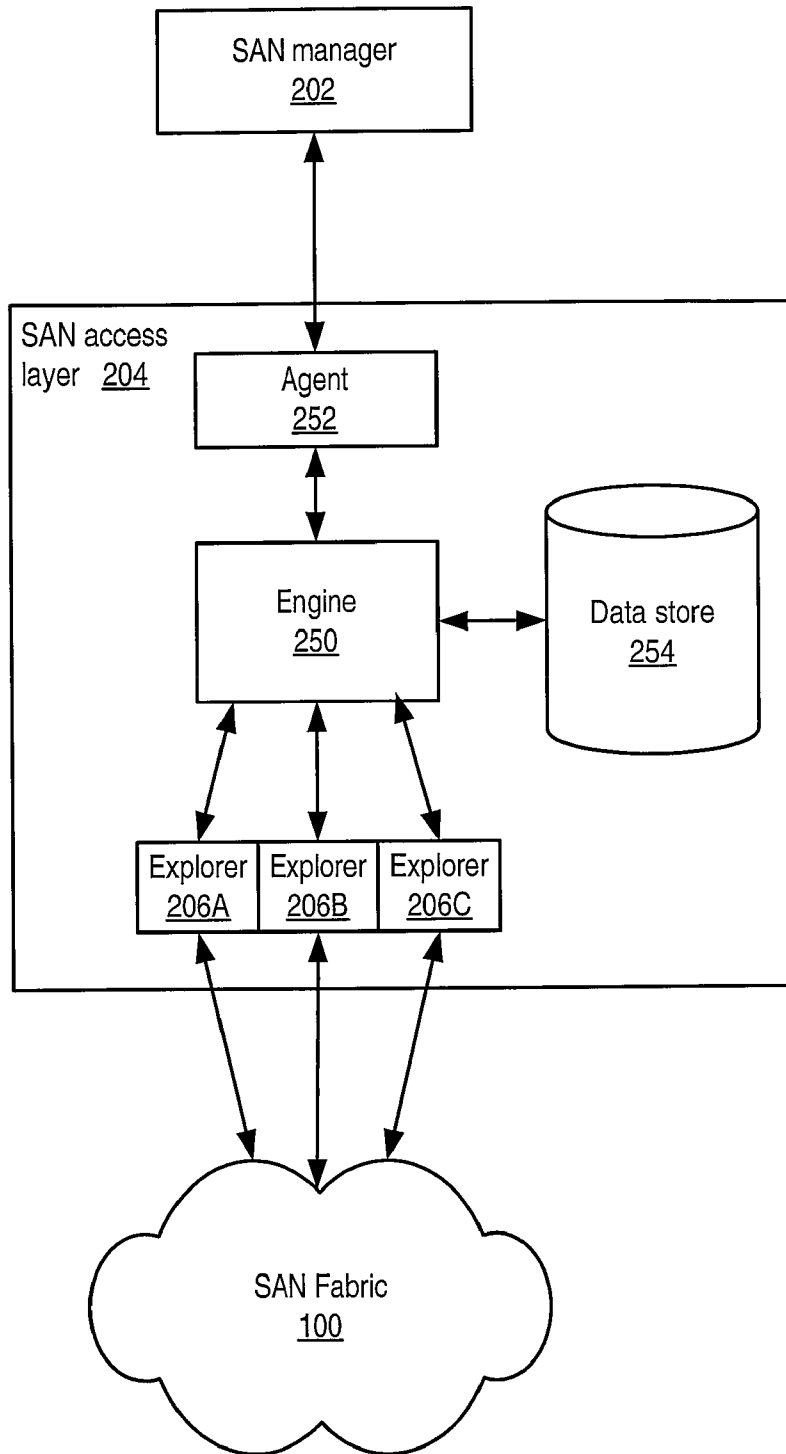 SAN manager
202
SAN access
layer 204
Agent
252
Engine
250
Data store
254
Explorer
206A
Explorer
206B
Explorer
206C
SAN Fabric
100